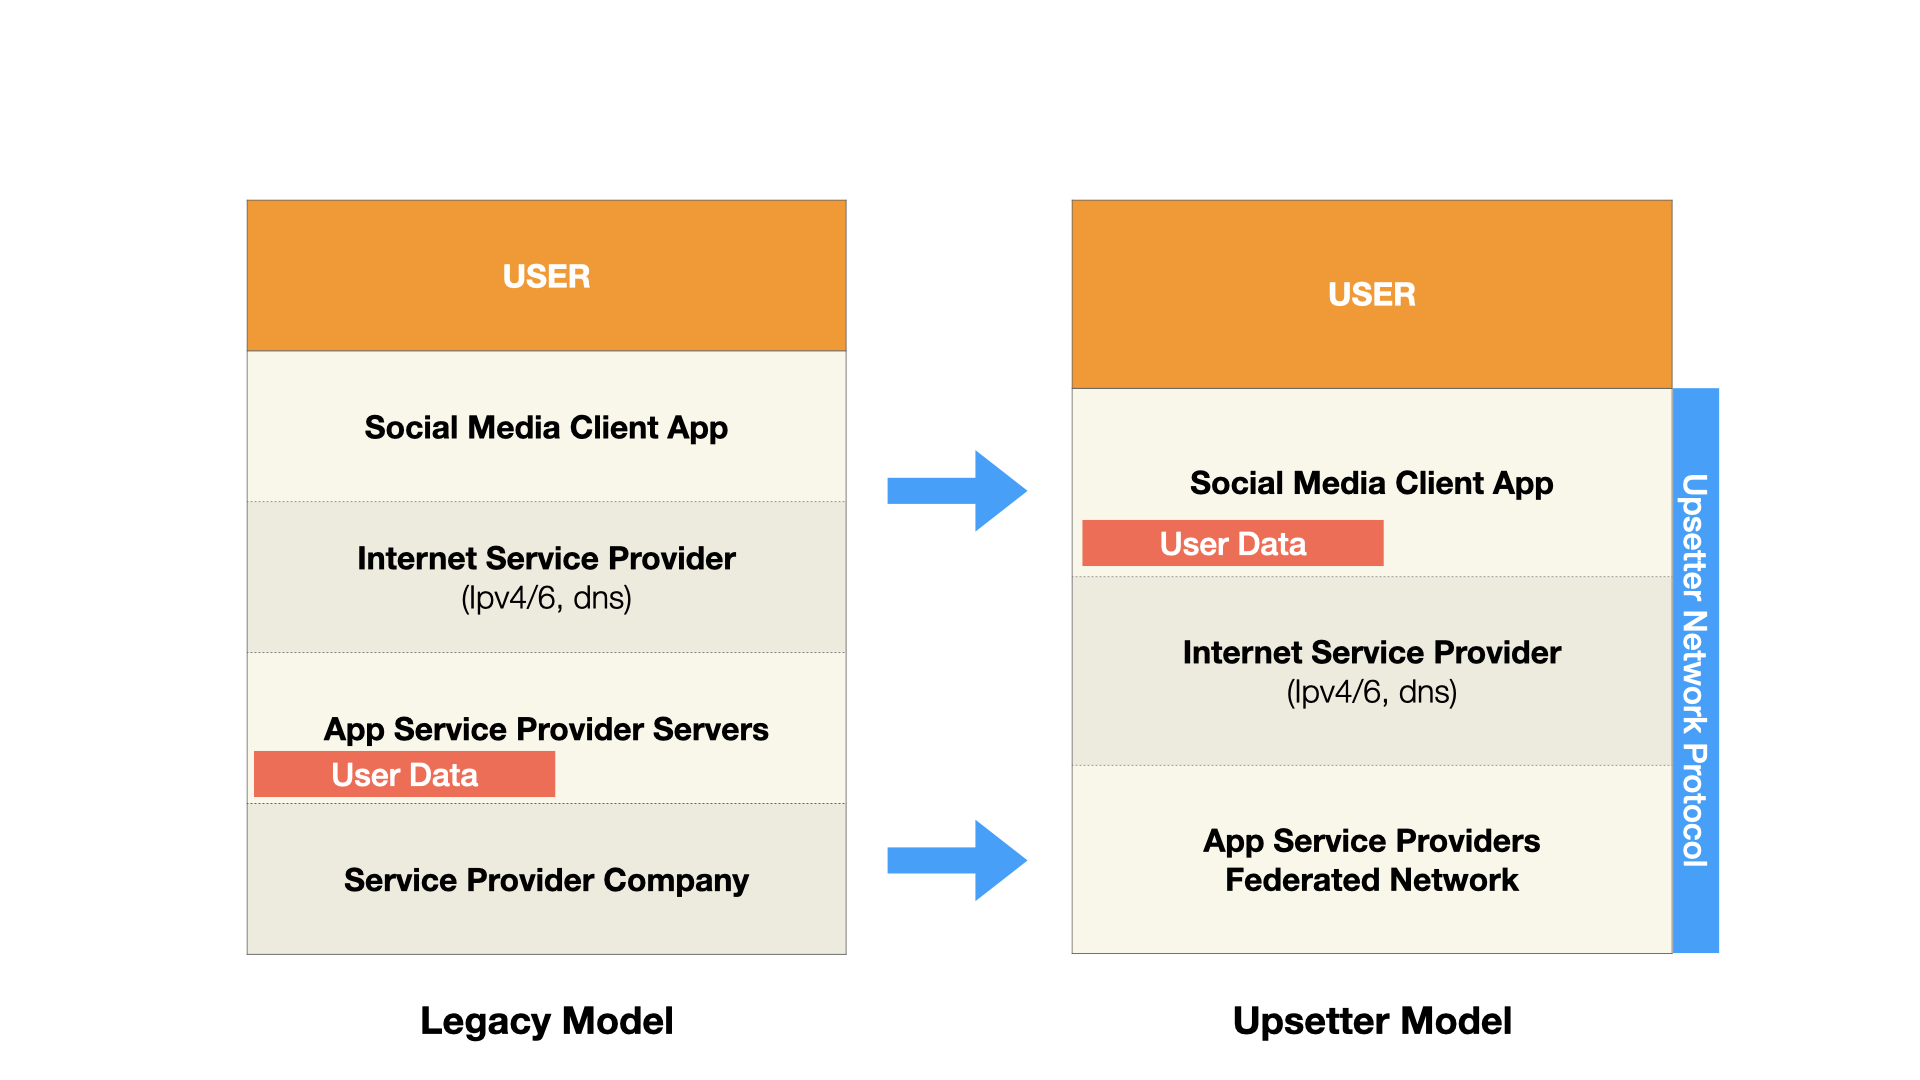 USER
Social Media Client App
Internet Service Provider
(Ipv4/6, dns)
App Service Provider Servers
User Data
Service Provider Company
Legacy Model
USER
Social Media Client App
User Data
Internet Service Provider
(Ipv4/6, dns)
App Service Providers
Federated Network
Upsetter Network Protocol
Upsetter Model